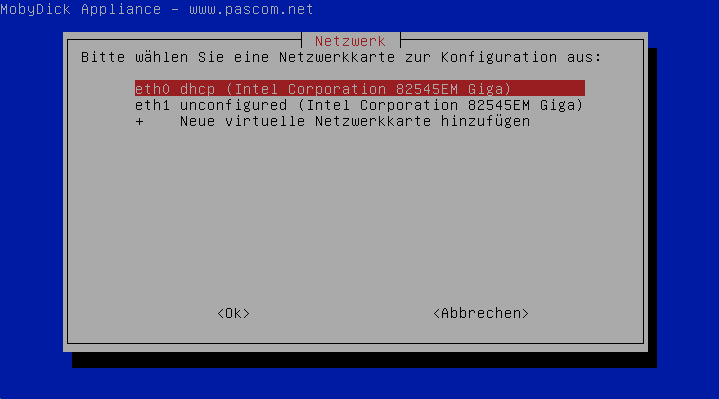 MobyDick Appliance - www.pascom.net
Netzwerk
Bitte wählen Sie eine Netzwerkkarte zur Konfiguration aus:
eth0 dhcp (Intel Corporation 82545EM Giga)
eth1 unconfigured (Intel Corporation 82545EM Giga)
+ Neue virtuelle Netzwerkkarte hinzufügen
<Ok> <Abbrechen>